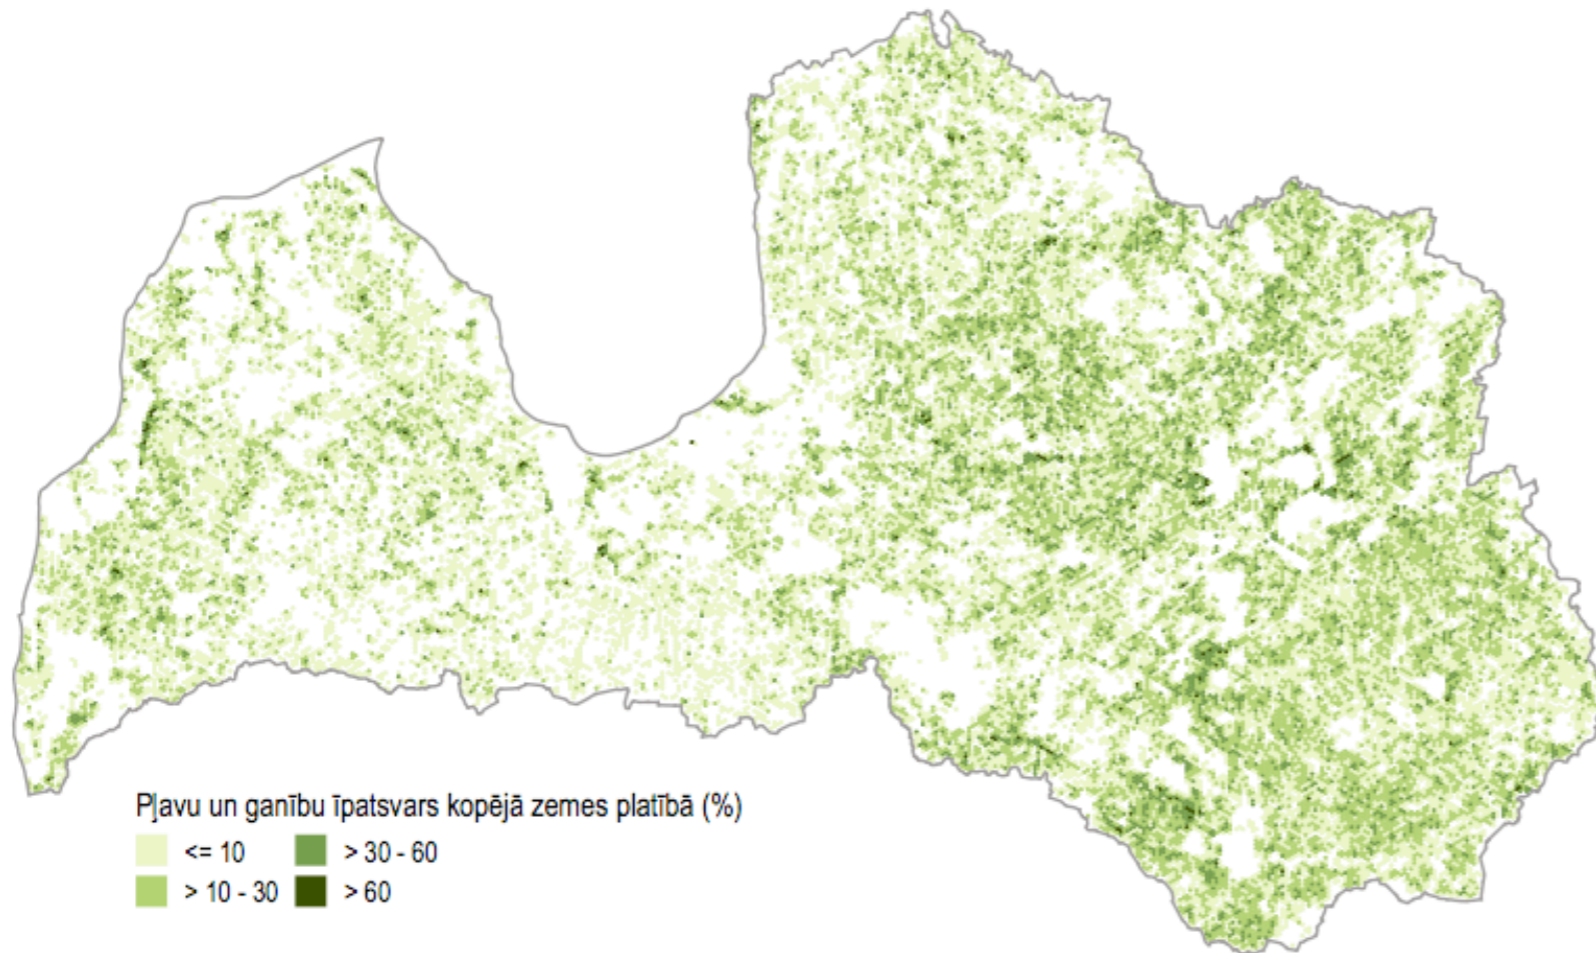 Pļavu un ganību īpatsvars kopējā zemes platībā (%)
<= 10 > 30 - 60
> 10 - 30 > 60